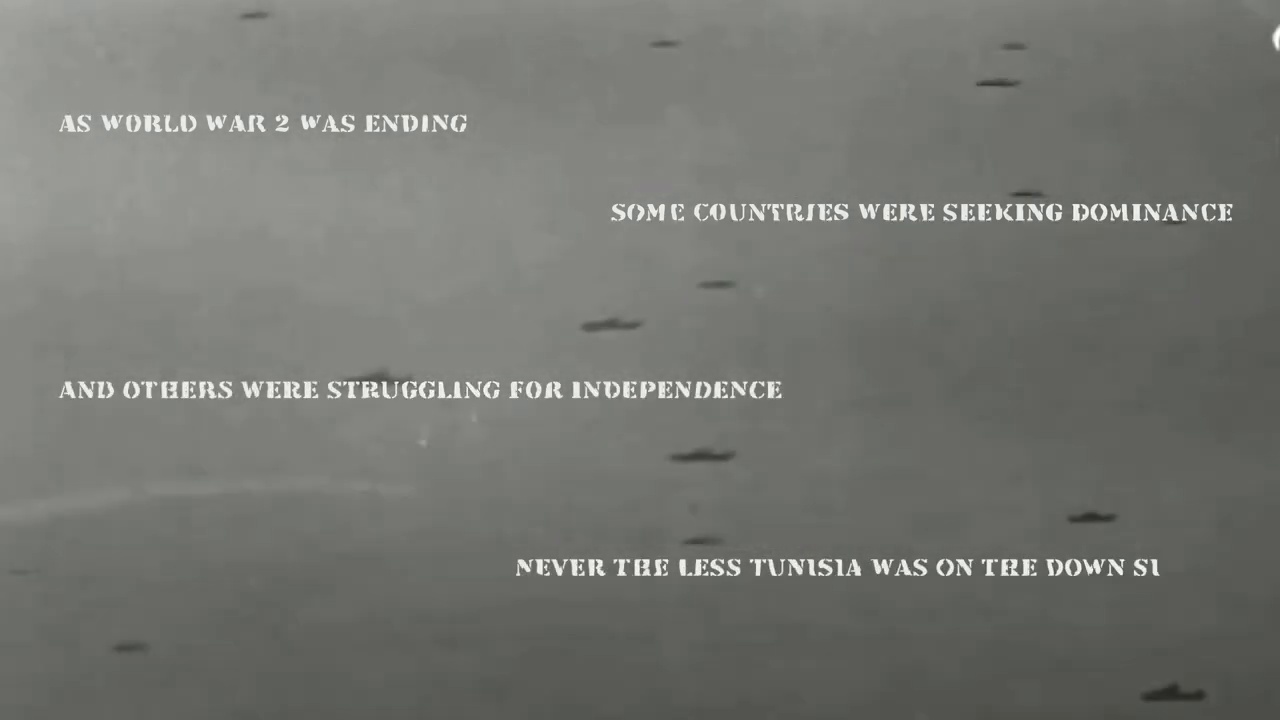 AS WORLD WAR 2 WAS ENDING
SOME COUNTRIES WERE SEEKING DOMINANCE
AND OTHERS WERE STRUGGLING FOR INDEPENDENCE
NEVER THE LESS TUNISIA WAS ON THE DOWN SI